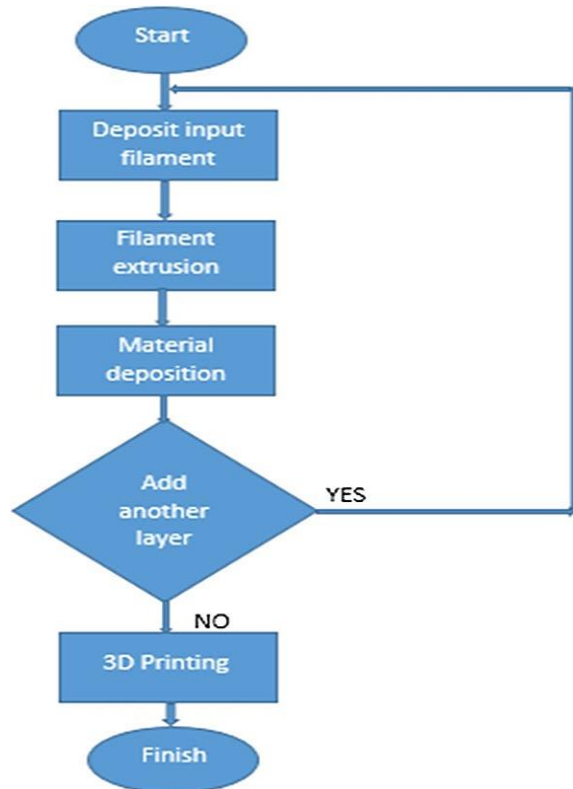 Start
Deposit input
filament
Filament
extrusion
Material
deposition
Add
another
layer
YES
NO
3D Printing
Finish